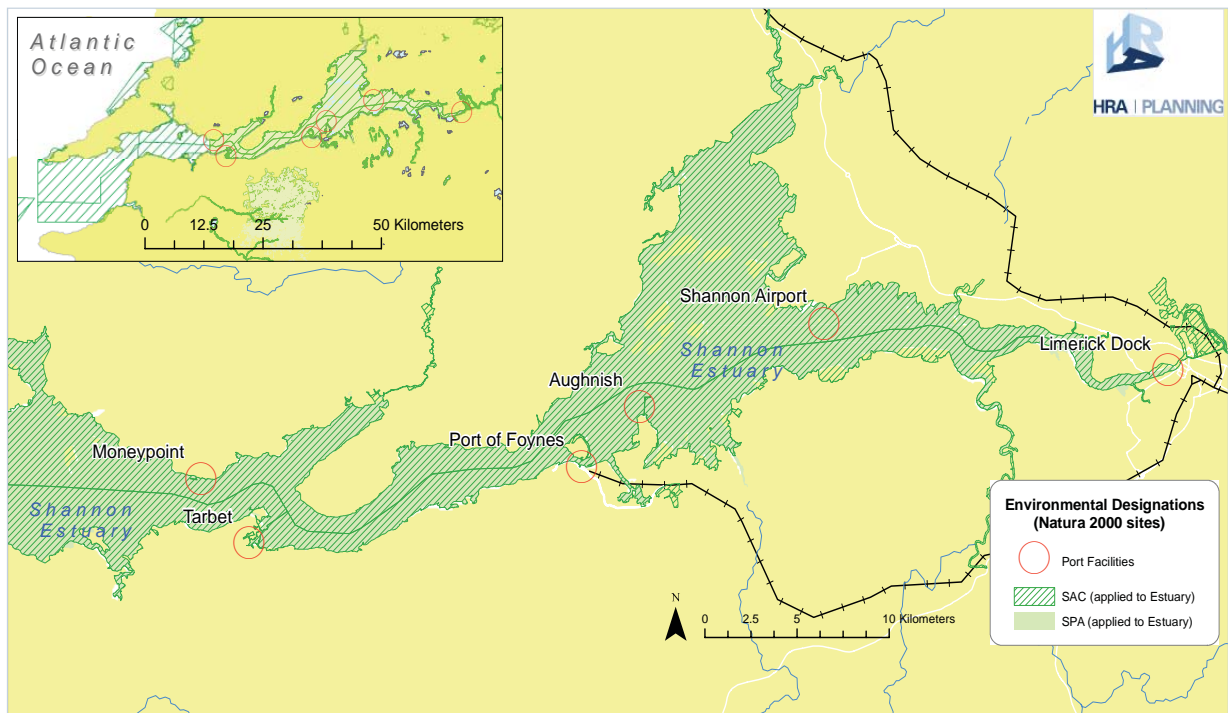 Atlantic
Ocean
0 12.5 25 50 Kilometers
HRA
HRA | PLANNING
Shannon Airport
Shannon
Estuary
Limerick Dock
Aughnish
Port of Foynes
Moneypoint
Tarbet
Shannon
Estuary
Environmental Designations
(Natura 2000 sites)
Port Facilities
SAC (applied to Estuary)
SPA (applied to Estuary)
N
0 2.5 5 10 Kilometers